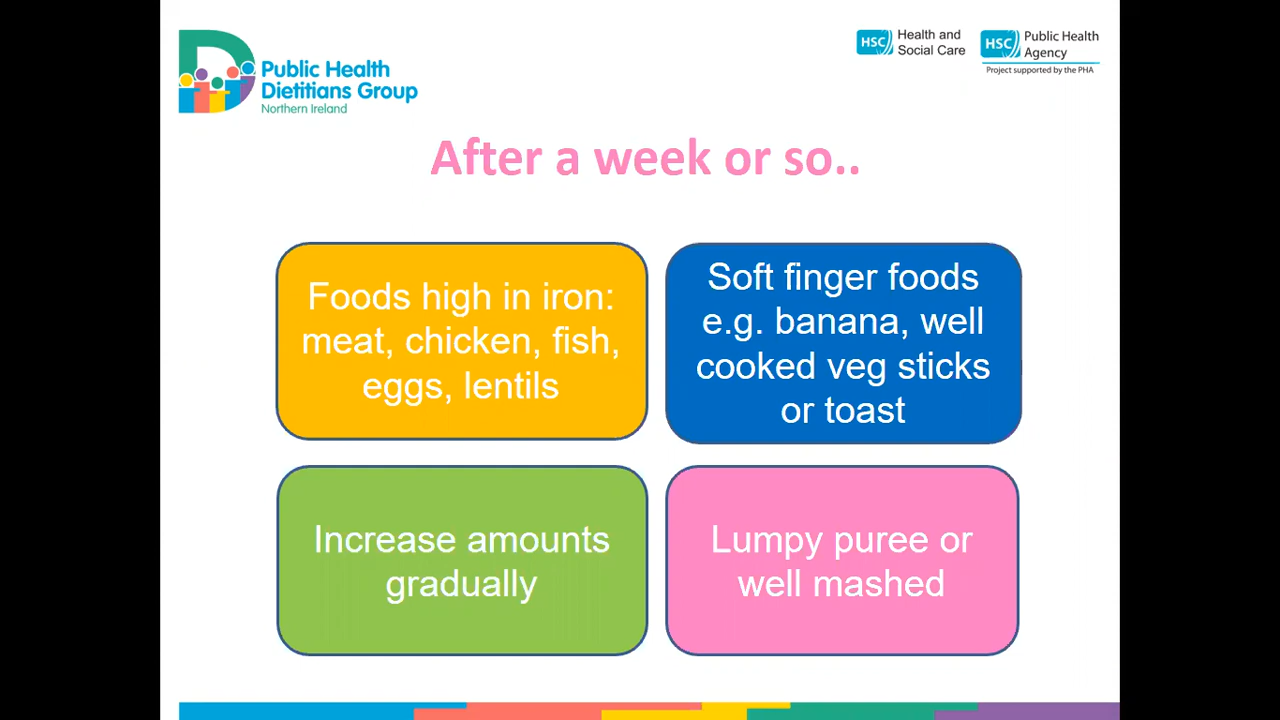 Public Health
Dietitians Group
Northern Ireland
HSC Health and
Social Care
HSC Public Health
Agency
Project supported by the PHA
After a week or so..
Foods high in iron:
meat, chicken, fish,
eggs, lentils
Soft finger foods
e.g. banana, well
cooked veg sticks
or toast
Increase amounts
gradually
Lumpy puree or
well mashed